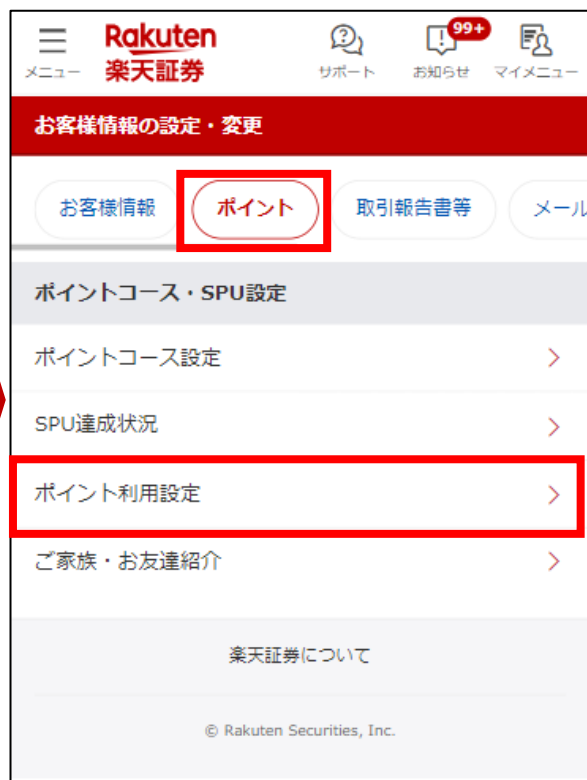 Rakuten
楽天証券
メニュー
サポート
99+
お知らせ
マイメニュー
お客様情報の設定・変更
お客様情報
ポイント
取引報告書等
メール
ポイントコース・SPU設定
ポイントコース設定
SPU達成状況
ポイント利用設定
ご家族・お友達紹介
楽天証券について
© Rakuten Securities, Inc.